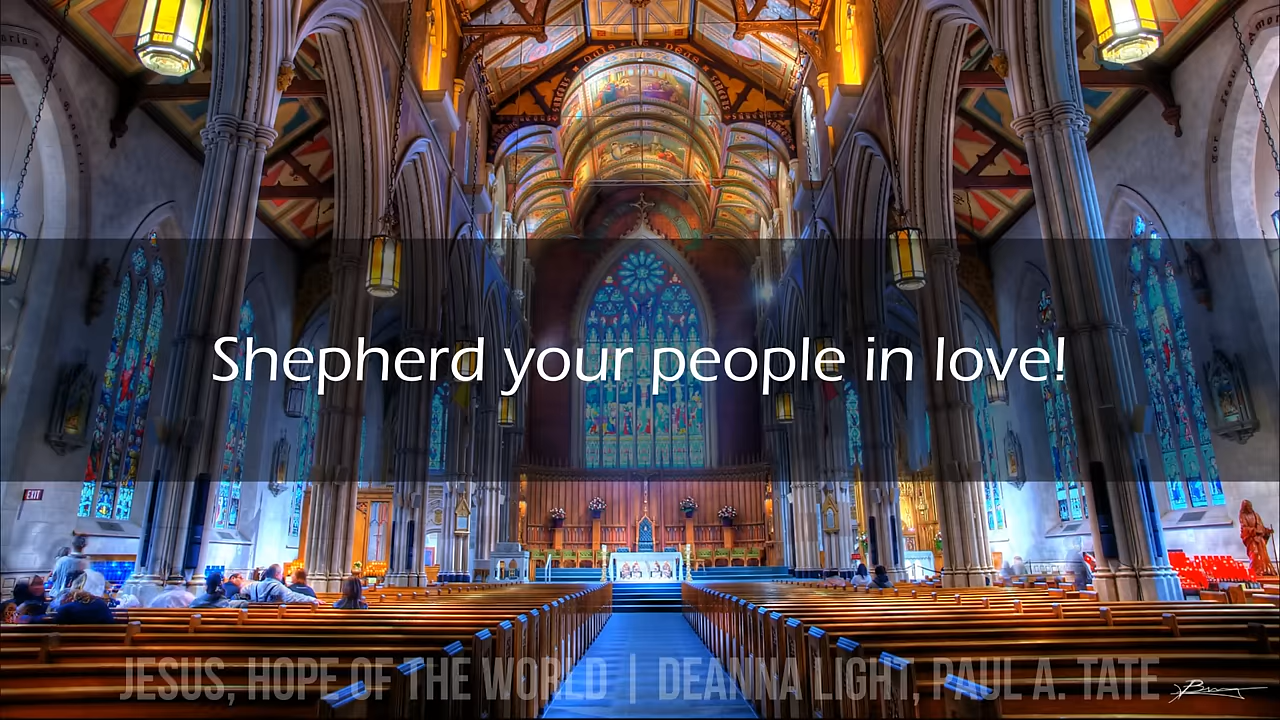 Shepherd your people in love!
EXIT
JESUS, HOPE OF THE WORLD | DEANNA LIGHT, PAUL A. TATE